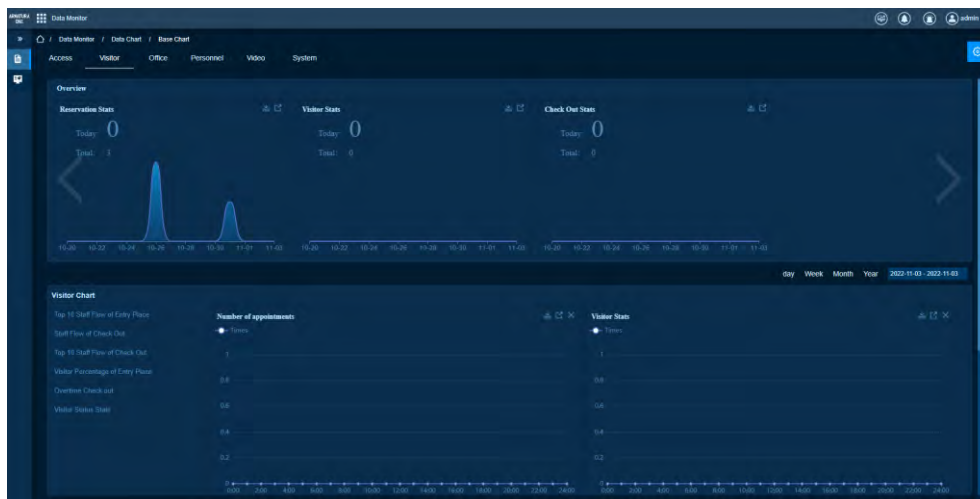 ARMATURA
ONE
Data Monitor
admin
/ Data Monitor / Data Chart / Base Chart
Access Visitor Office Personnel Video System
Overview
Reservation Stats Visitor Stats Check Out Stats
Today: 0 Today: 0 Today: 0
Total: 3 Total: 0 Total: 0
10-20 10-22 10-24 10-26 10-28 10-30 11-01 11-03 10-20 10-22 10-24 10-26 10-28 10-30 11-01 11-03 10-20 10-22 10-24 10-26 10-28 10-30 11-01 11-03
day Week Month Year 2022-11-03 - 2022-11-03
Visitor Chart
Top 10 Staff Flow of Entry Place
Staff Flow of Check Out
Top 10 Staff Flow of Check Out
Visitor Percentage of Entry Place
Overtime Check out
Visitor Status Stats
Number of appointments
Times
1
0.8
0.6
0.4
0.2
0
0:00 2:00 4:00 6:00 8:00 10:00 12:00 14:00 16:00 18:00 20:00 22:00 24:00
Visitor Stats
Times
1
0.8
0.6
0.4
0.2
0
0:00 2:00 4:00 6:00 8:00 10:00 12:00 14:00 16:00 18:00 20:00 22:00 24:00